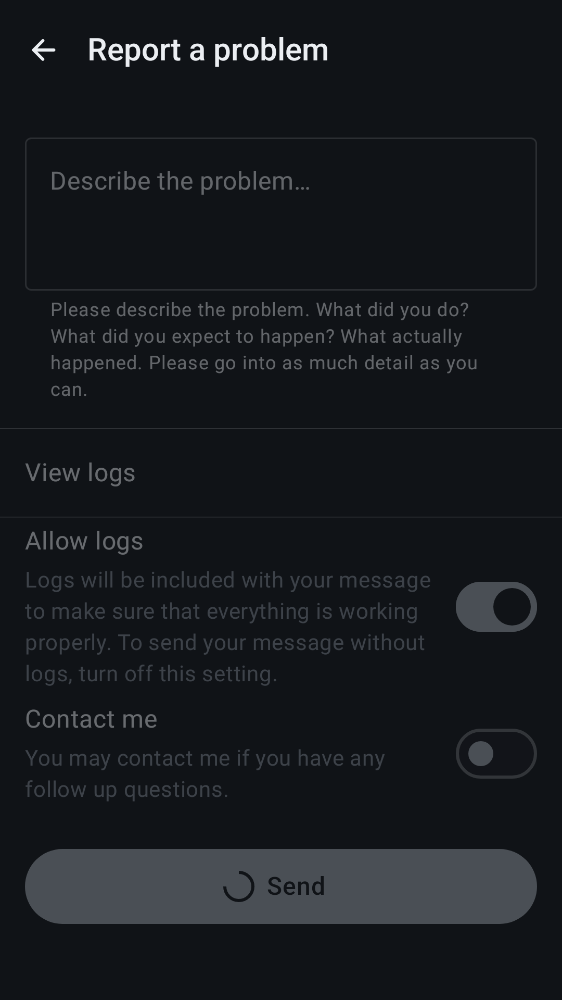 Report a problem
Describe the problem…
Please describe the problem. What did you do?
What did you expect to happen? What actually
happened. Please go into as much detail as you
can.
View logs
Allow logs
Logs will be included with your message
to make sure that everything is working
properly. To send your message without
logs, turn off this setting.
Contact me
You may contact me if you have any
follow up questions.
Send